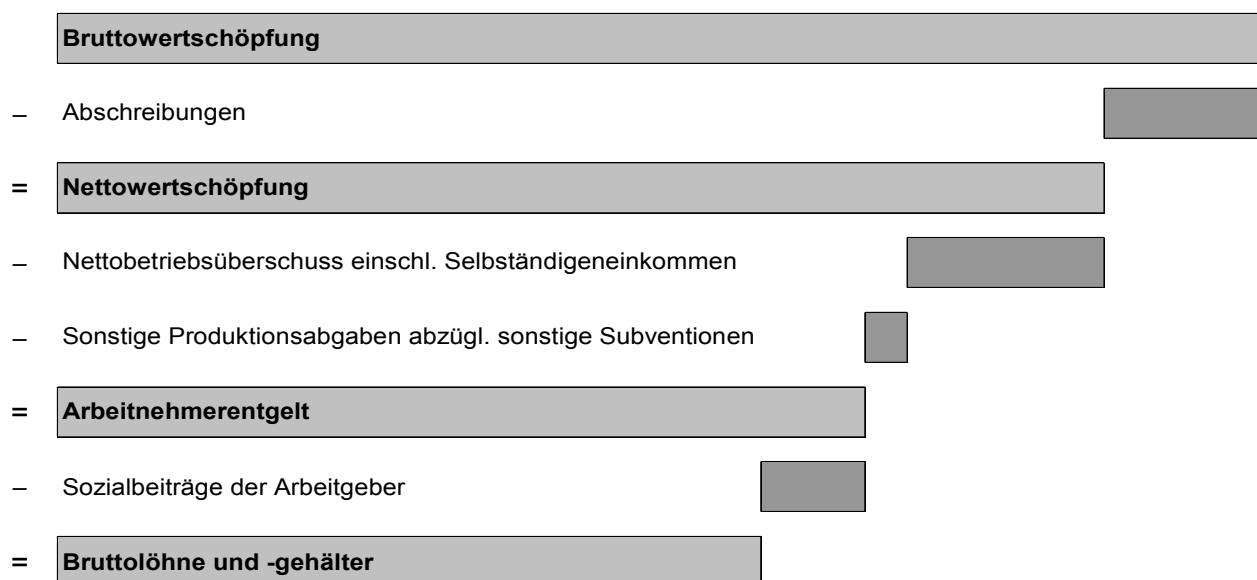 Bruttowertschöpfung
– Abschreibungen
= Nettowertschöpfung
– Nettobetriebsüberschuss einschl. Selbständigeneinkommen
– Sonstige Produktionsabgaben abzügl. sonstige Subventionen
= Arbeitnehmerentgelt
– Sozialbeiträge der Arbeitgeber
= Bruttolöhne und -gehälter